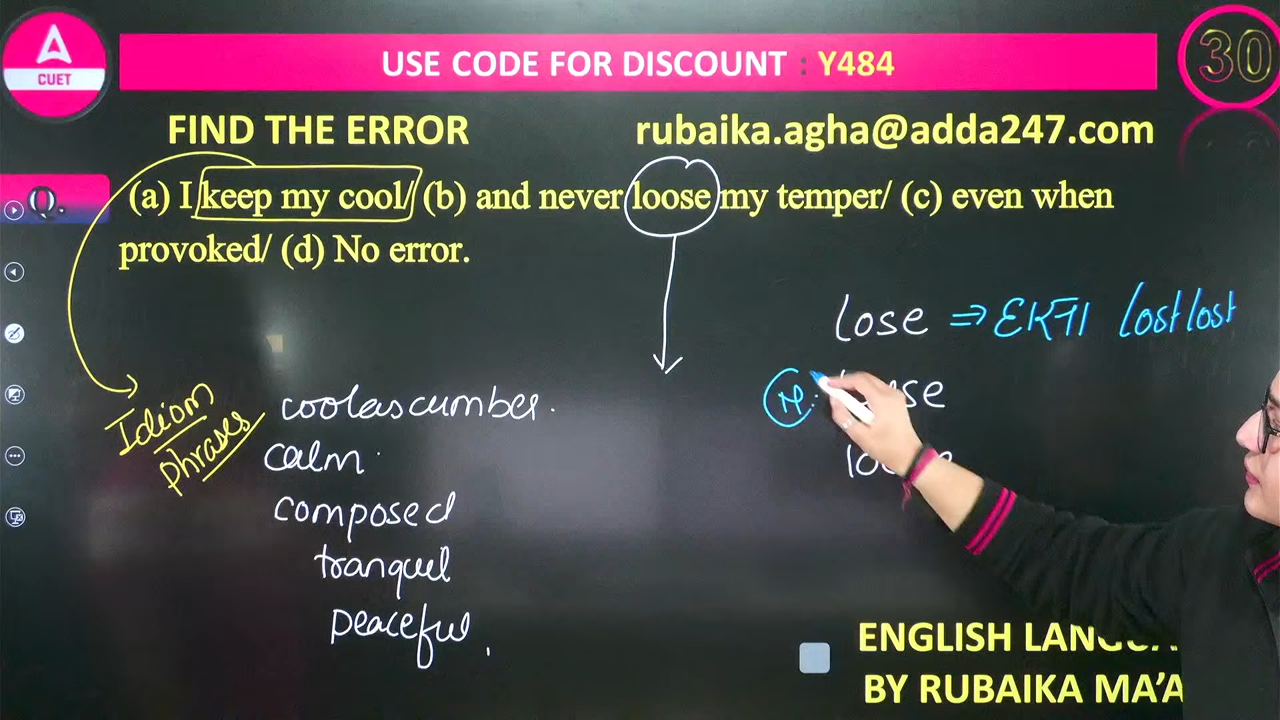 CUET
USE CODE FOR DISCOUNT : Y484
30
FIND THE ERROR
rubaika.agha@adda247.com
Q.
(a) I keep my cool/ (b) and never loose my temper/ (c) even when
provoked/ (d) No error.
lose ⇒ खोना lost lost
Idiom
phrases
coolascumber.
calm
composed
tranquil
peaceful
ENGLISH
BY RUBAIKA MA'A